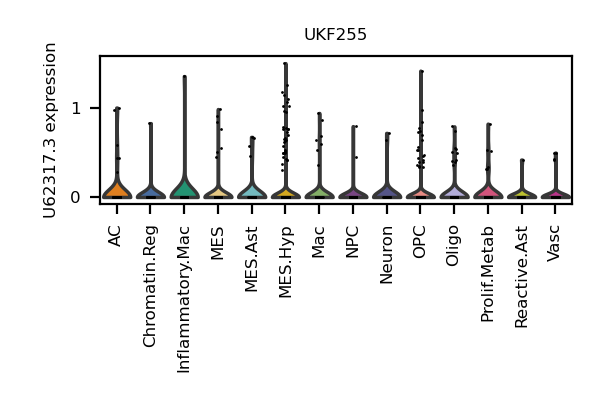 UKF255
U62317.3 expression
1
0
AC
Chromatin.Reg
Inflammatory.Mac
MES
MES.Ast
MES.Hyp
Mac
NPC
Neuron
OPC
Oligo
Prolif.Metab
Reactive.Ast
Vasc